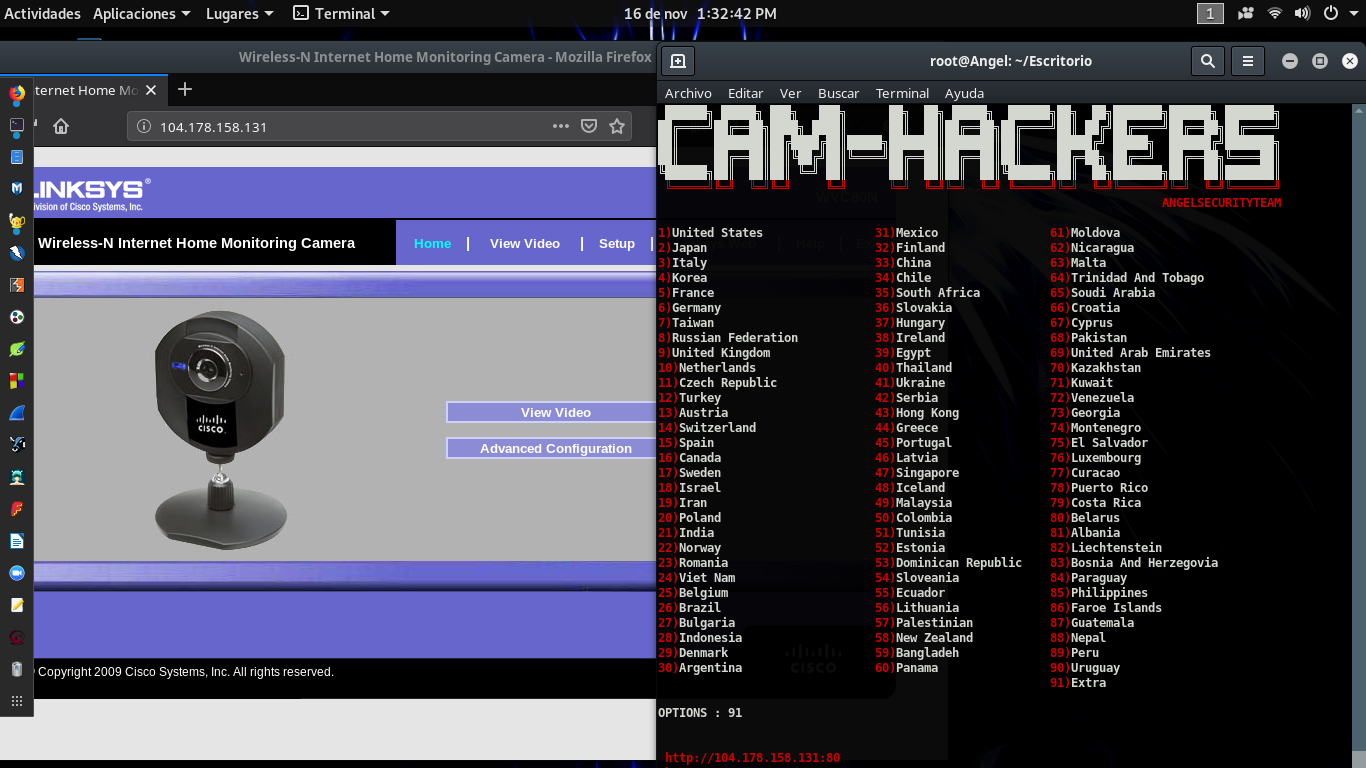 Actividades Aplicaciones Lugares Terminal 16 de nov 1:32:42 PM 1
Wireless-N Internet Home Monitoring Camera - Mozilla Firefox
ternet Home Mo
104.178.158.131
LINKSYS®
ivision of Cisco Systems, Inc.
Wireless-N Internet Home Monitoring Camera
Home | View Video | Setup |
CISCO
View Video
Advanced Configuration
Copyright 2009 Cisco Systems, Inc. All rights reserved.
root@Angel: ~/Escritorio
Archivo Editar Ver Buscar Terminal Ayuda
CAM-HACKERS
WVC80N
ANGELSECURITYTEAM
1)United States 31)Mexico 61)Moldova
2)Japan 32)Finland 62)Nicaragua
3)Italy 33)China 63)Malta
4)Korea 34)Chile 64)Trinidad And Tobago
5)France 35)South Africa 65)Soudi Arabia
6)Germany 36)Slovakia 66)Croatia
7)Taiwan 37)Hungary 67)Cyprus
8)Russian Federation 38)Ireland 68)Pakistan
9)United Kingdom 39)Egypt 69)United Arab Emirates
10)Netherlands 40)Thailand 70)Kazakhstan
11)Czech Republic 41)Ukraine 71)Kuwait
12)Turkey 42)Serbia 72)Venezuela
13)Austria 43)Hong Kong 73)Georgia
14)Switzerland 44)Greece 74)Montenegro
15)Spain 45)Portugal 75)El Salvador
16)Canada 46)Latvia 76)Luxembourg
17)Sweden 47)Singapore 77)Curacao
18)Israel 48)Iceland 78)Puerto Rico
19)Iran 49)Malaysia 79)Costa Rica
20)Poland 50)Colombia 80)Belarus
21)India 51)Tunisia 81)Albania
22)Norway 52)Estonia 82)Liechtenstein
23)Romania 53)Dominican Republic 83)Bosnia And Herzegovia
24)Viet Nam 54)Sloveania 84)Paraguay
25)Belgium 55)Ecuador 85)Philippines
26)Brazil 56)Lithuania 86)Faroe Islands
27)Bulgaria 57)Palestinian 87)Guatemala
28)Indonesia 58)New Zealand 88)Nepal
29)Denmark 59)Bangladeh 89)Peru
30)Argentina 60)Panama 90)Uruguay
91)Extra
CISCO
OPTIONS : 91
http://104.178.158.131:80